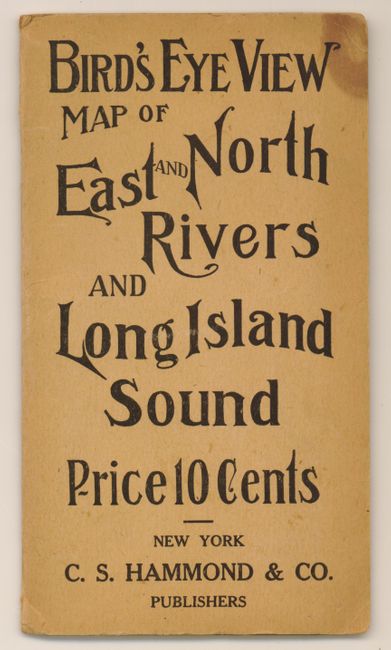 BIRD'S EYE VIEW
MAP OF
East AND North
Rivers
AND
Long Island
Sound
Price 10 Cents
NEW YORK
C. S. HAMMOND & CO.
PUBLISHERS